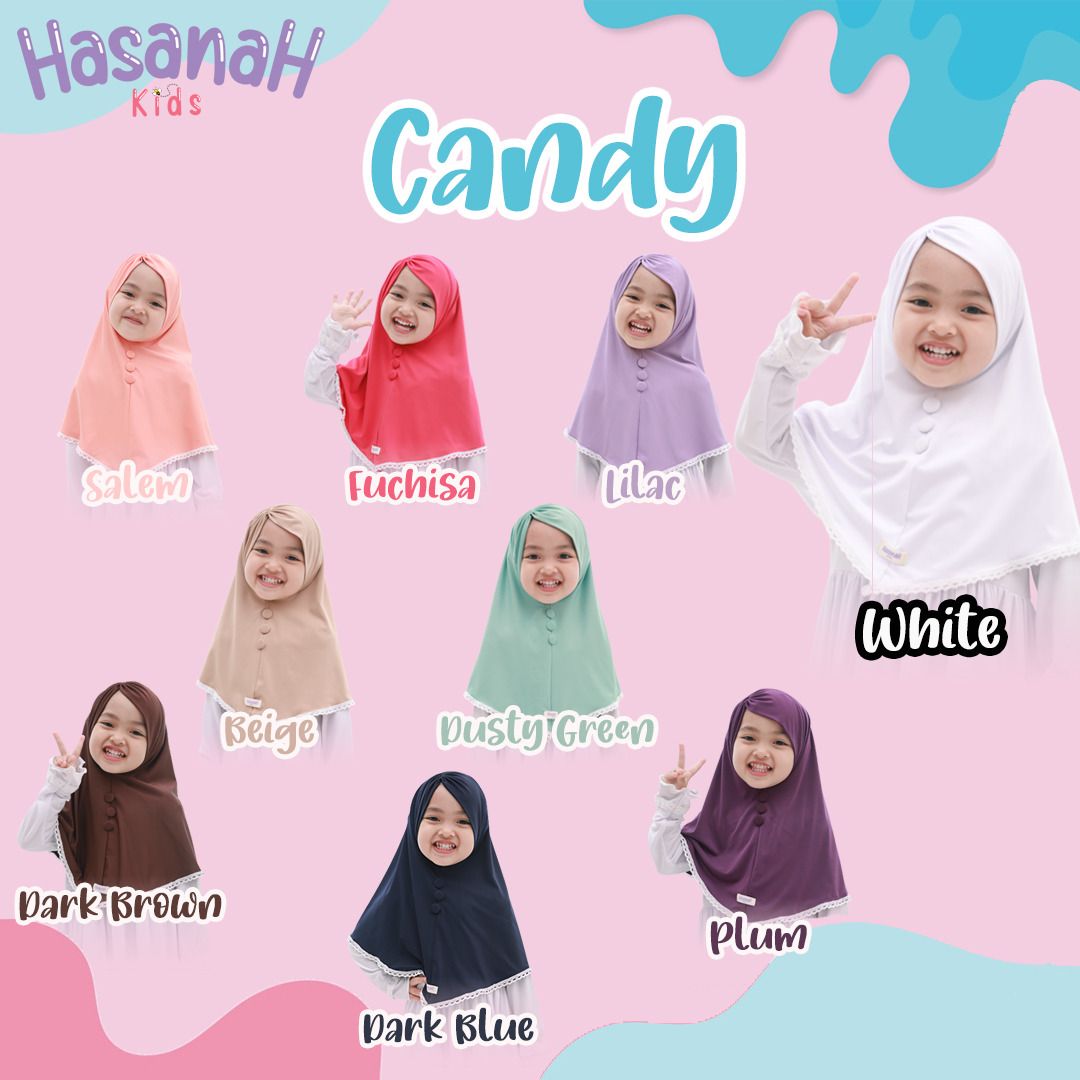 HasanaH
Kids
Candy
Salem
Fuchisa
Lilac
White
Beige
Dusty Green
Dark Brown
Plum
Dark Blue